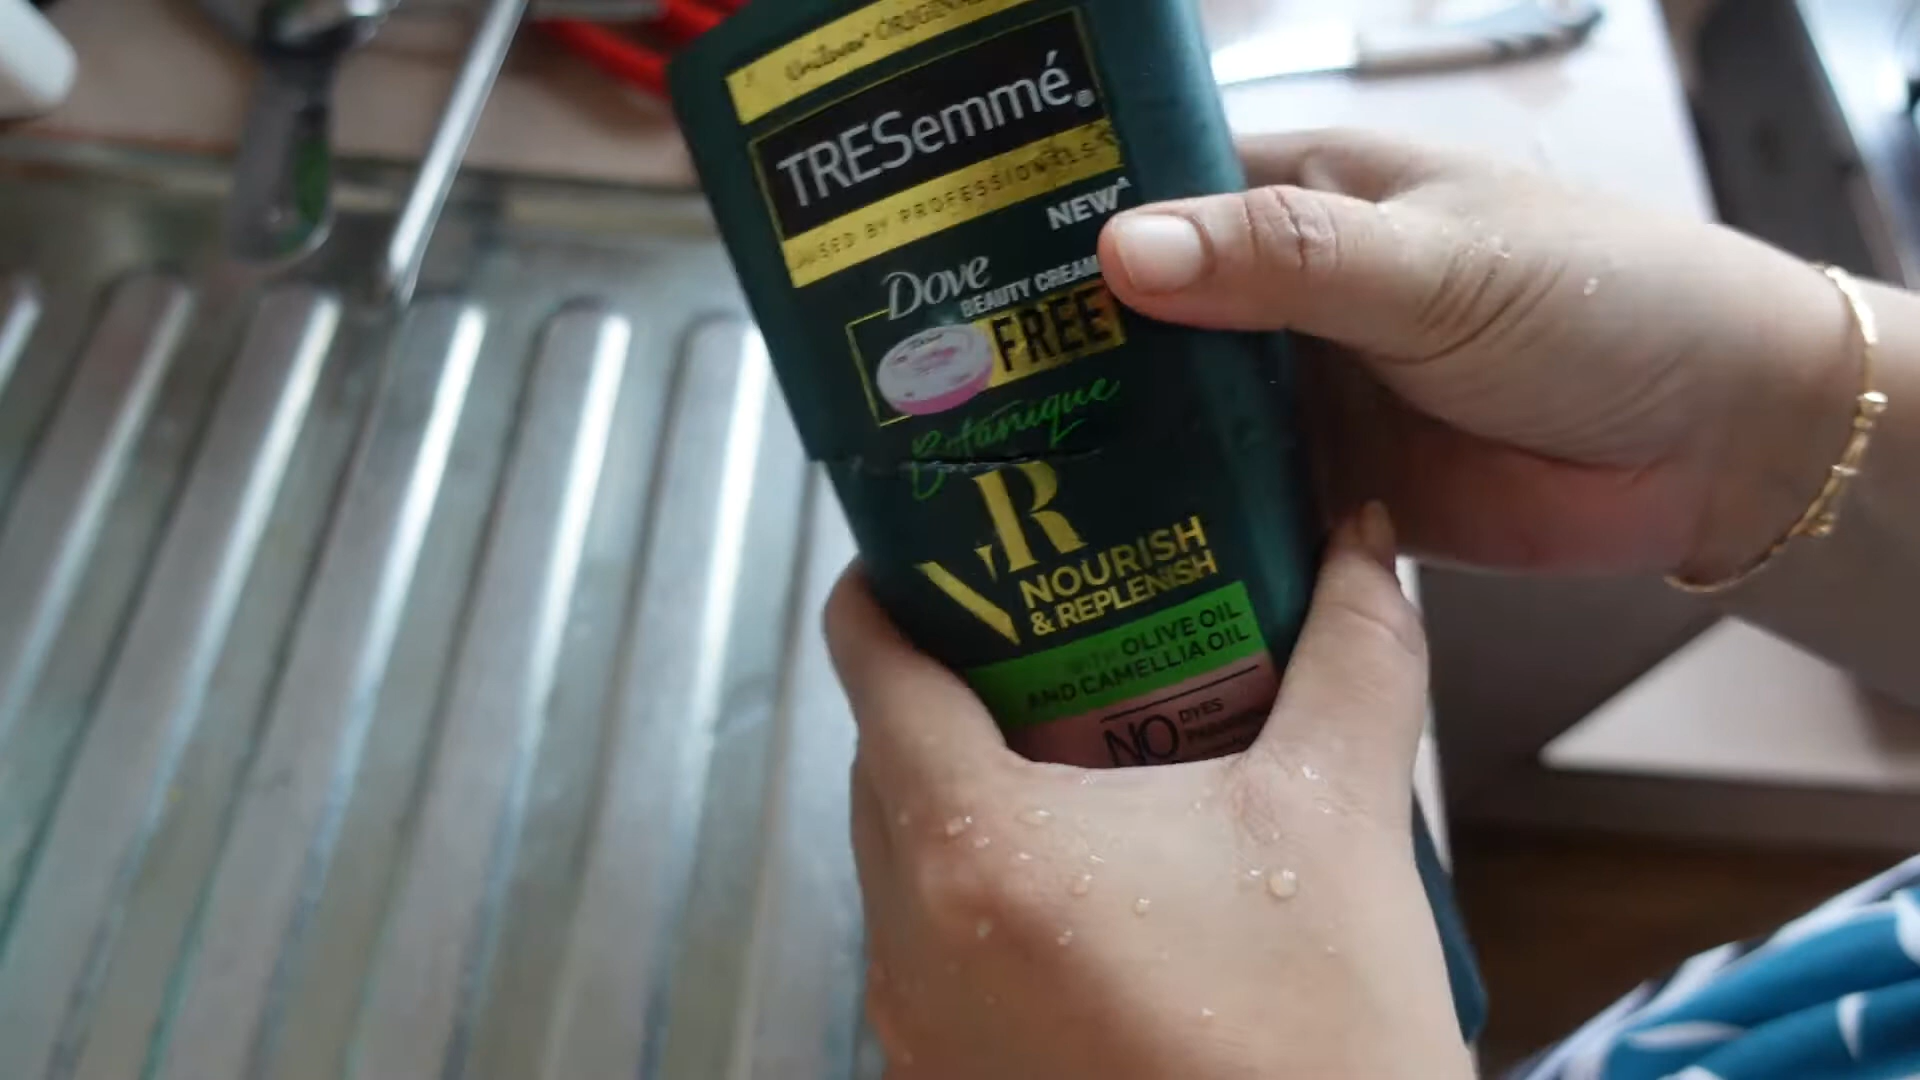 Unilever ORIGINAL
TRESemmé®
USED BY PROFESSIONALS
NEW^
Dove
BEAUTY CREAM
FREE
Botanique
NR
NOURISH
& REPLENISH
WITH OLIVE OIL
AND CAMELLIA OIL
NO DYES